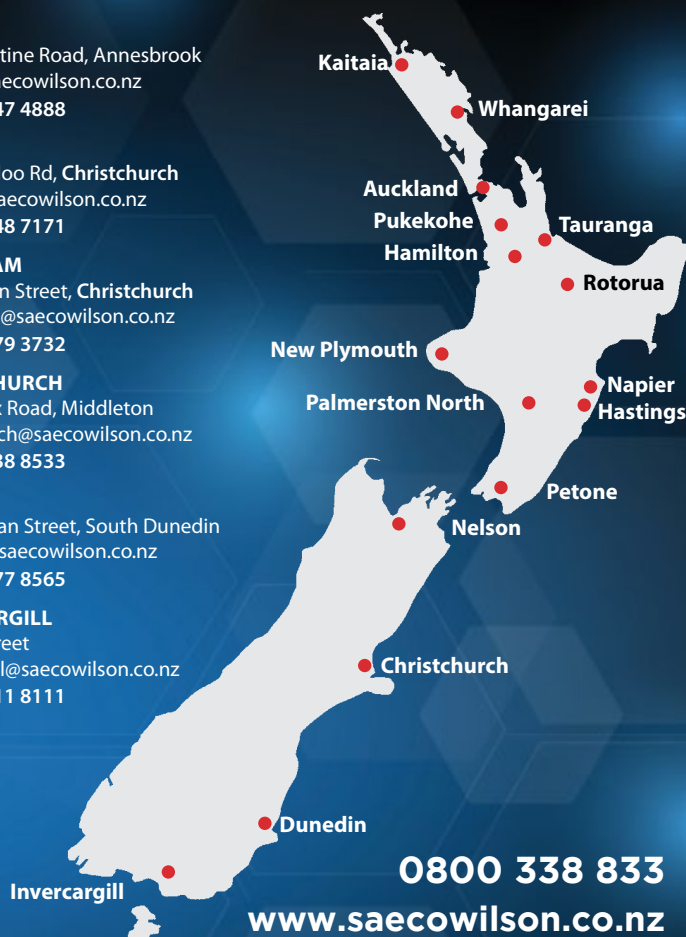 tine Road, Annesbrook
aecowilson.co.nz
47 4888
loo Rd, Christchurch
aecowilson.co.nz
48 7171
AM
n Street, Christchurch
@saecowilson.co.nz
79 3732
HURCH
x Road, Middleton
ch@saecowilson.co.nz
38 8533
an Street, South Dunedin
saecowilson.co.nz
77 8565
RGILL
reet
l@saecowilson.co.nz
11 8111
Kaitaia
Whangarei
Auckland
Pukekohe
Tauranga
Hamilton
Rotorua
New Plymouth
Napier
Palmerston North
Hastings
Petone
Nelson
Christchurch
Dunedin
Invercargill
0800 338 833
www.saecowilson.co.nz